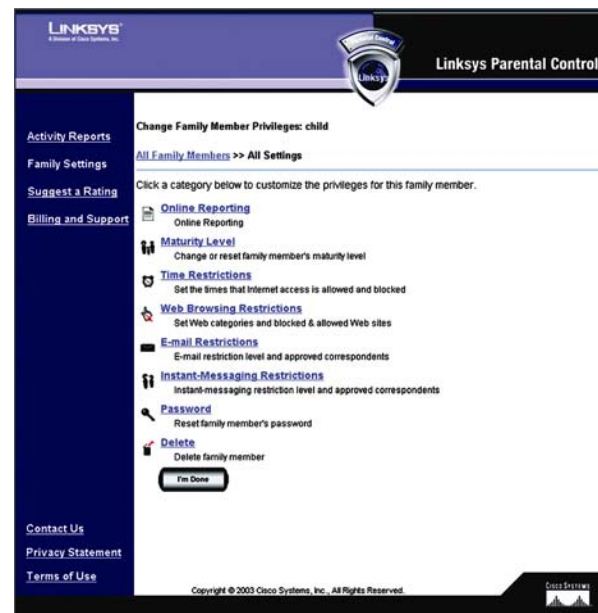 LINKSYS®
A Division of Cisco Systems, Inc.
Parental Control
Linksys
Linksys Parental Control
Activity Reports
Family Settings
Suggest a Rating
Billing and Support
Change Family Member Privileges: child
All Family Members >> All Settings
Click a category below to customize the privileges for this family member.
Online Reporting
Online Reporting
Maturity Level
Change or reset family member's maturity level
Time Restrictions
Set the times that Internet access is allowed and blocked
Web Browsing Restrictions
Set Web categories and blocked & allowed Web sites
E-mail Restrictions
E-mail restriction level and approved correspondents
Instant-Messaging Restrictions
Instant-messaging restriction level and approved correspondents
Password
Reset family member's password
Delete
Delete family member
I'm Done
Contact Us
Privacy Statement
Terms of Use
Copyright © 2003 Cisco Systems, Inc., All Rights Reserved.
CISCO SYSTEMS